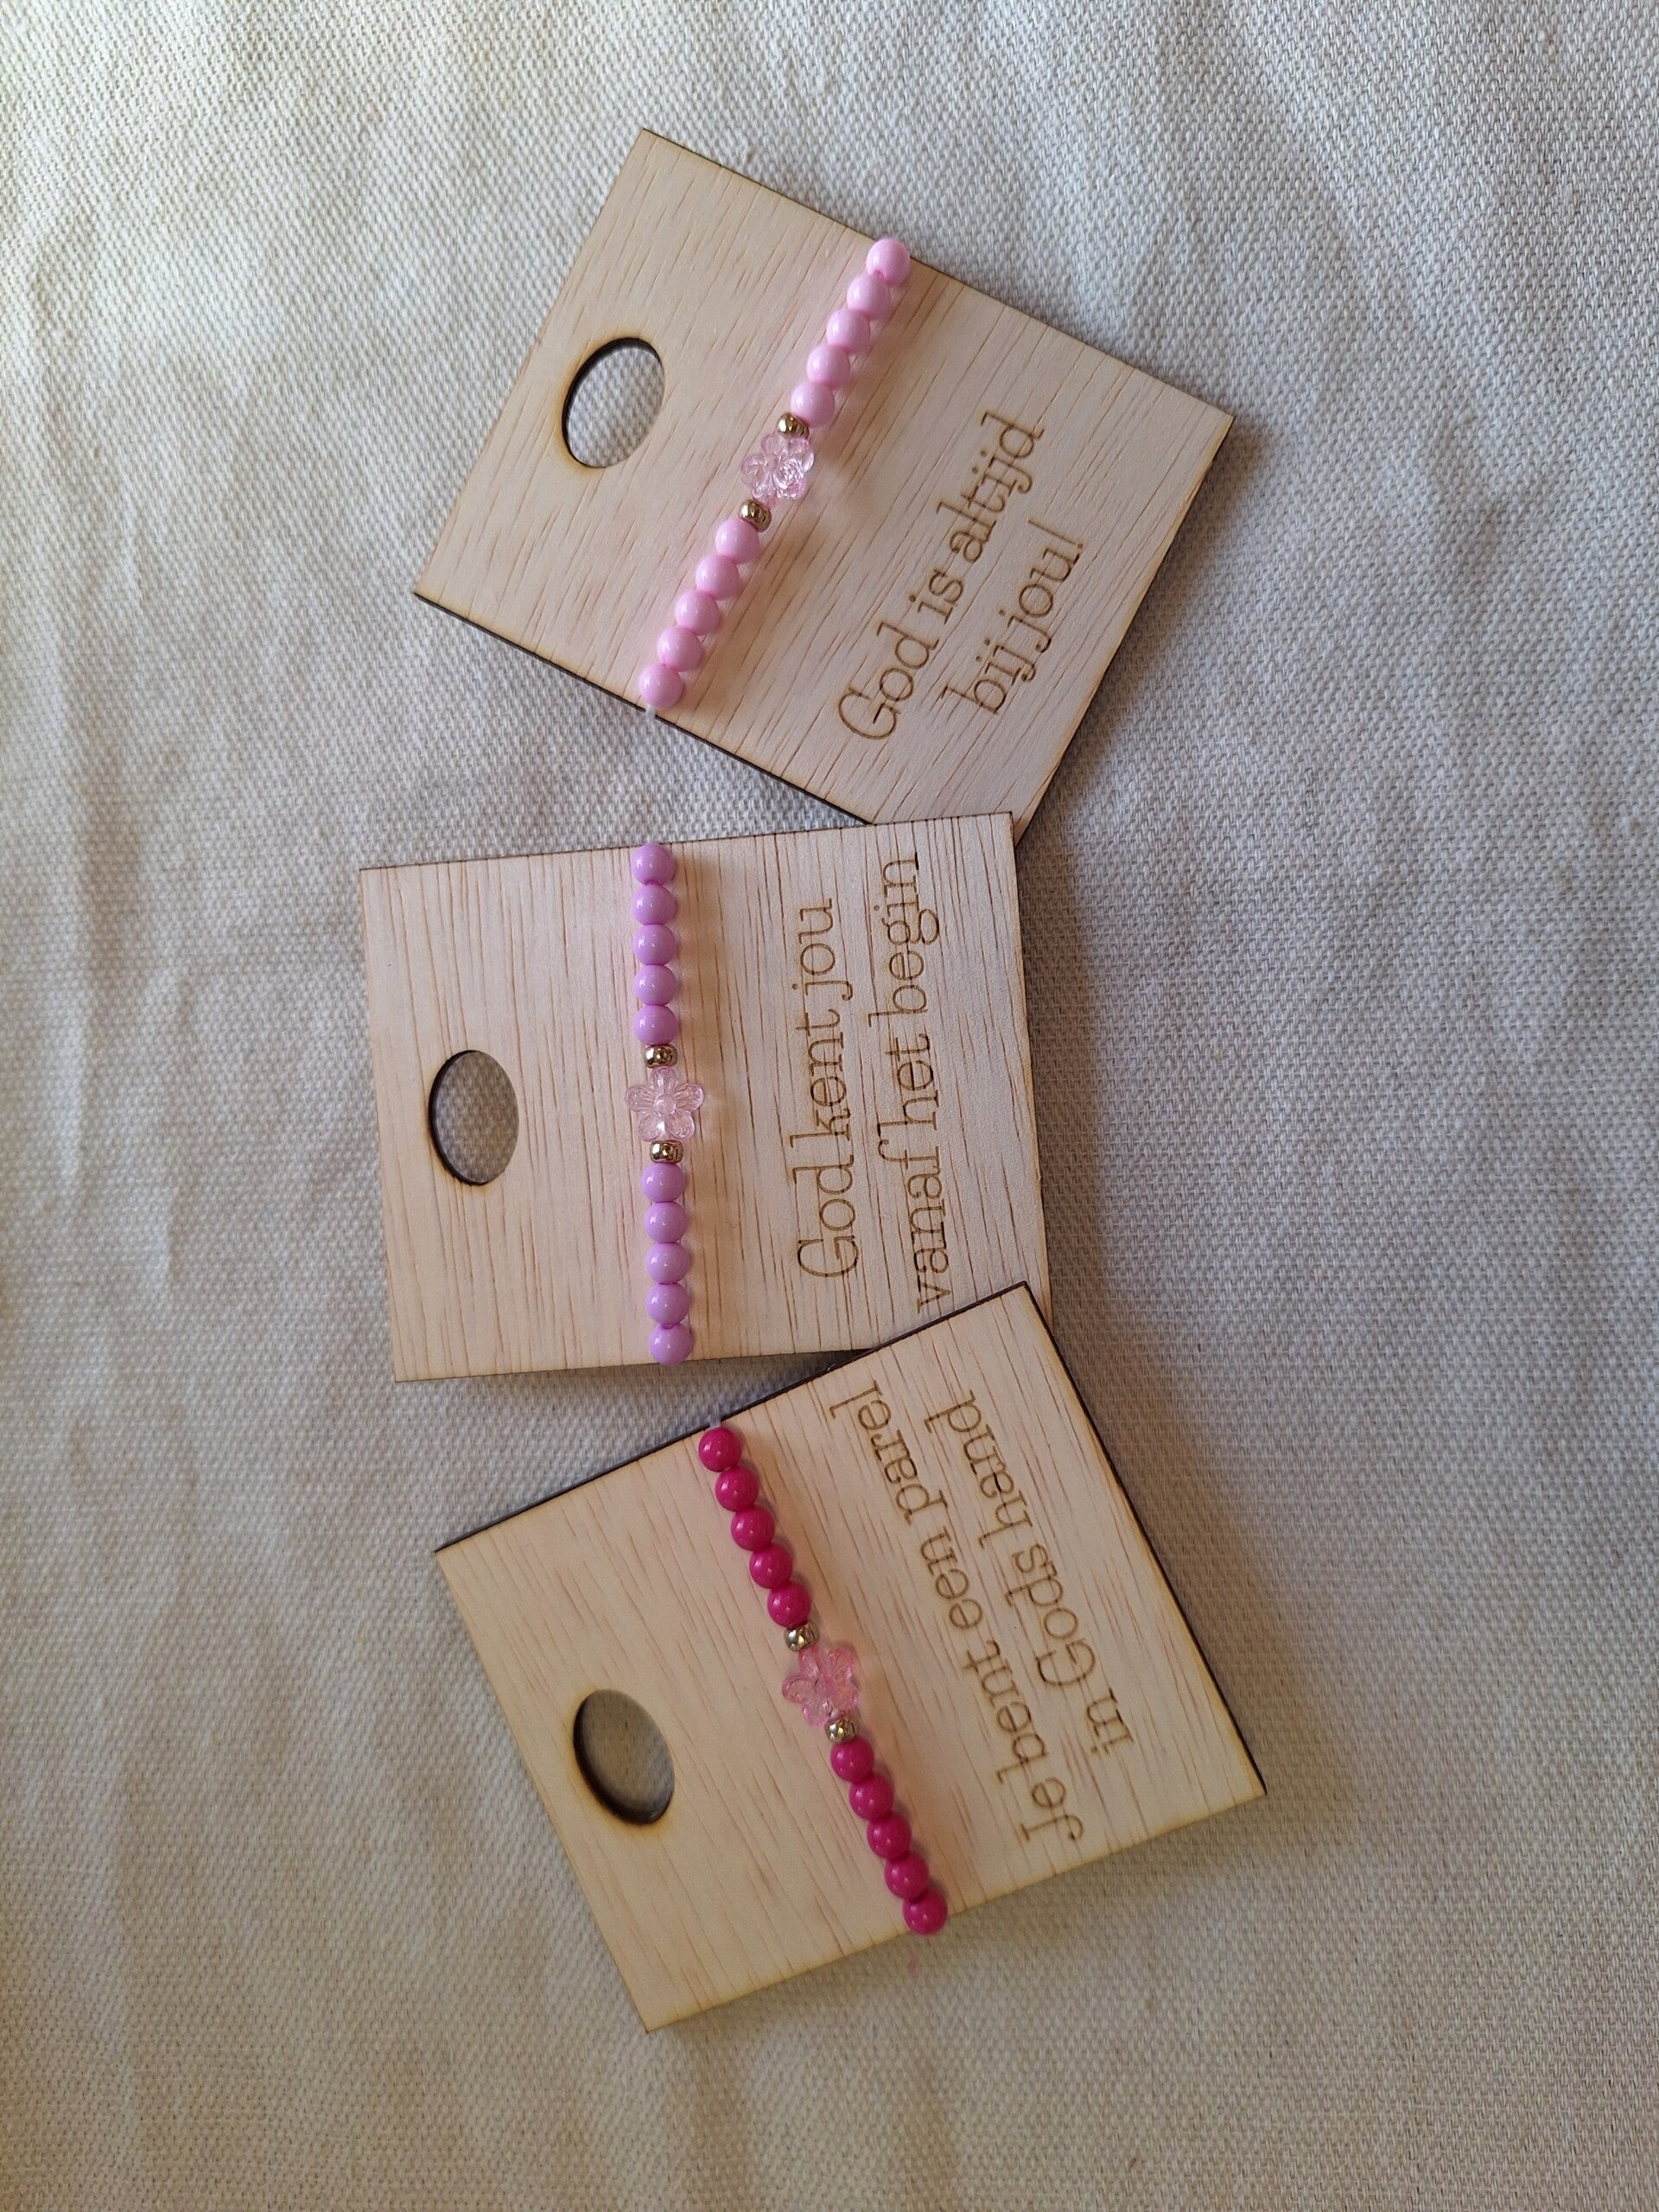 Je bent een parel
in Gods hand
God kent jou
vanaf het begin
God is altijd
bij jou!